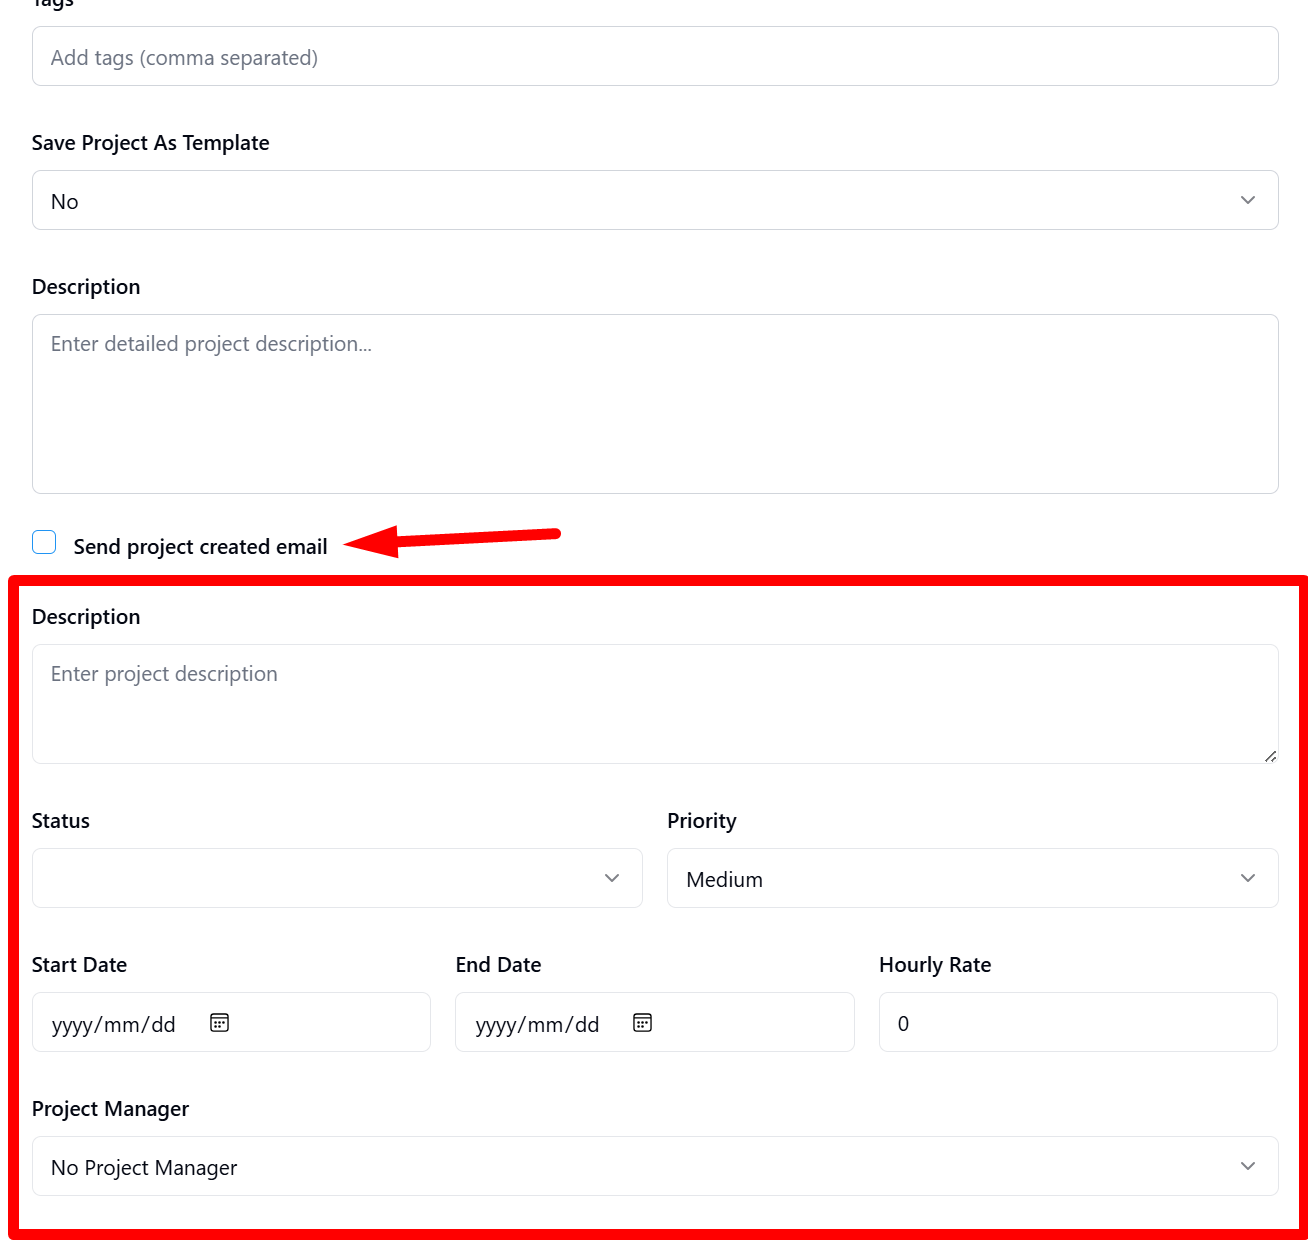 Tags
Add tags (comma separated)
Save Project As Template
No
Description
Enter detailed project description...
Send project created email
Description
Enter project description
Status
Priority
Medium
Start Date
End Date
Hourly Rate
yyyy/mm/dd
yyyy/mm/dd
0
Project Manager
No Project Manager